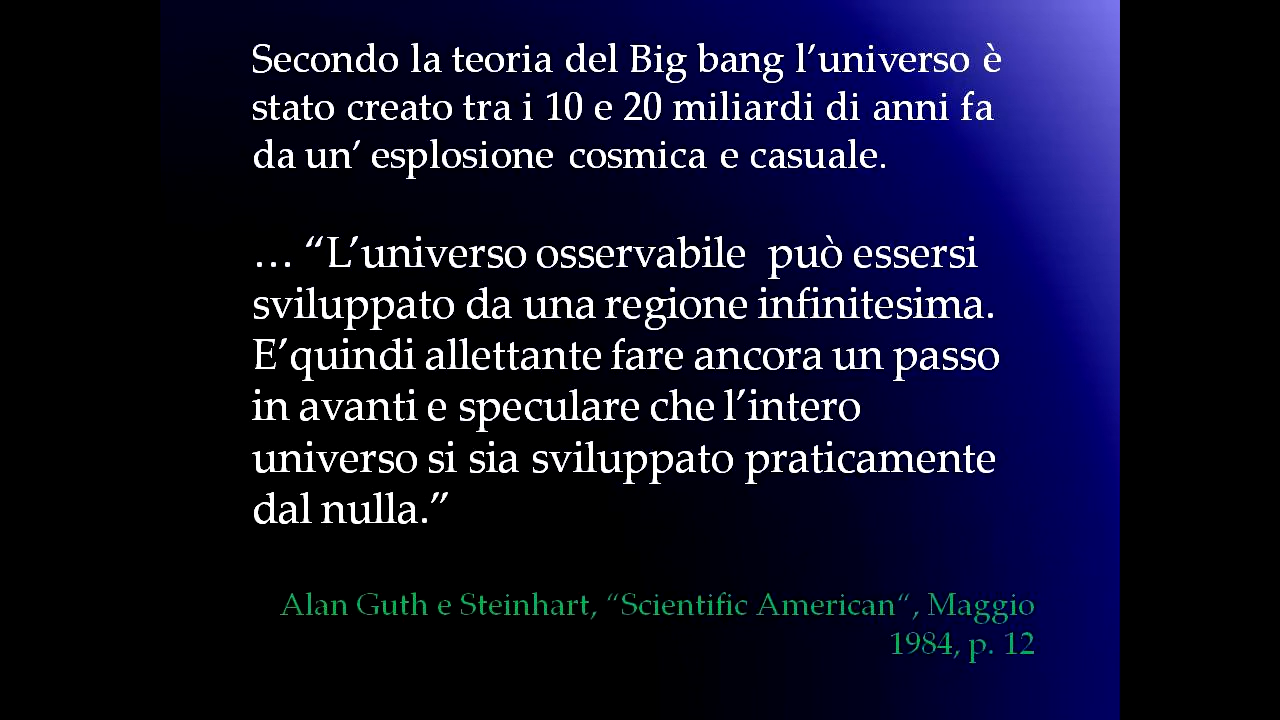 Secondo la teoria del Big bang l’universo è
stato creato tra i 10 e 20 miliardi di anni fa
da un’ esplosione cosmica e casuale.
… “L’universo osservabile può essersi
sviluppato da una regione infinitesima.
E’quindi allettante fare ancora un passo
in avanti e speculare che l’intero
universo si sia sviluppato praticamente
dal nulla.”
Alan Guth e Steinhart, “Scientific American“, Maggio
1984, p. 12